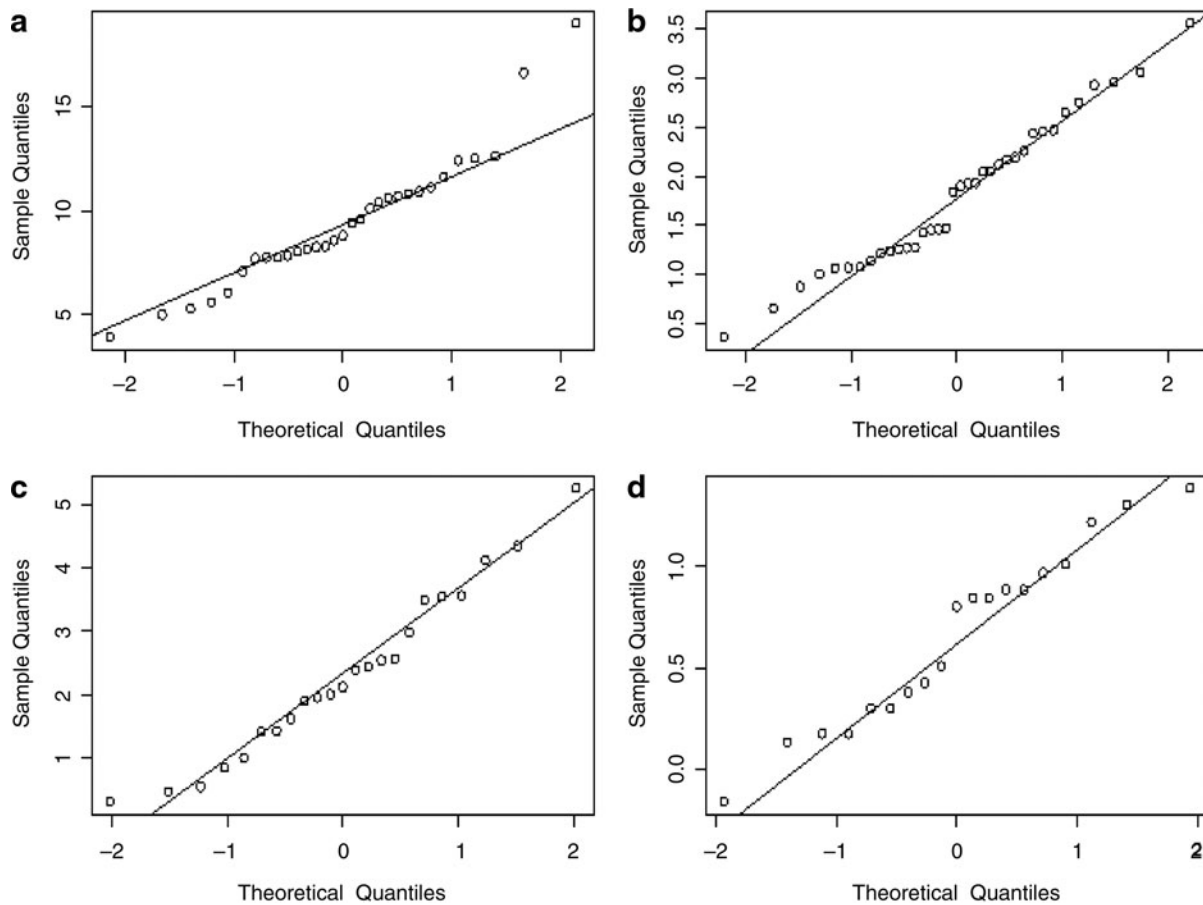 a
Sample Quantiles
15
10
5
−2 −1 0 1 2
Theoretical Quantiles
b
Sample Quantiles
3.5
3.0
2.5
2.0
1.5
1.0
0.5
−2 −1 0 1 2
Theoretical Quantiles
c
Sample Quantiles
5
4
3
2
1
−2 −1 0 1 2
Theoretical Quantiles
d
Sample Quantiles
1.0
0.5
0.0
−2 −1 0 1 2
Theoretical Quantiles